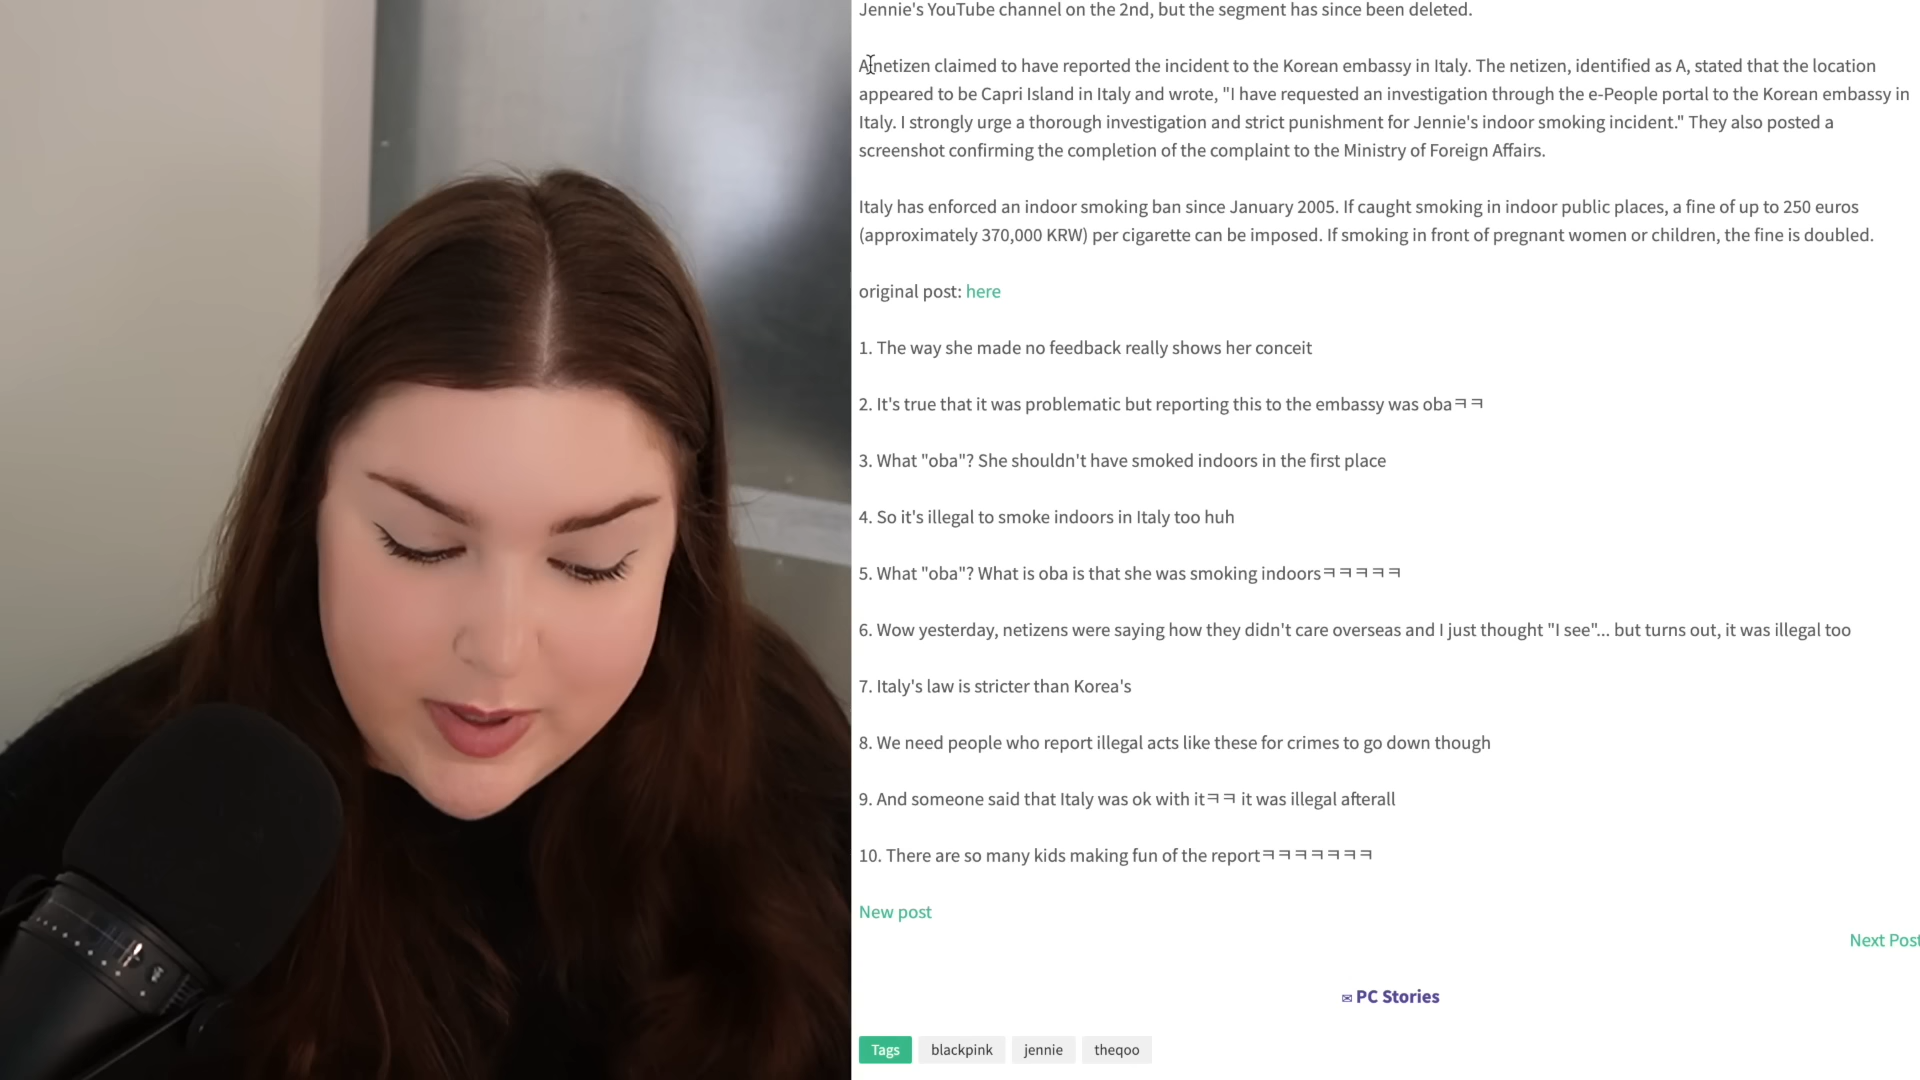 Jennie's YouTube channel on the 2nd, but the segment has since been deleted.
A netizen claimed to have reported the incident to the Korean embassy in Italy. The netizen, identified as A, stated that the location
appeared to be Capri Island in Italy and wrote, "I have requested an investigation through the e-People portal to the Korean embassy in
Italy. I strongly urge a thorough investigation and strict punishment for Jennie's indoor smoking incident." They also posted a
screenshot confirming the completion of the complaint to the Ministry of Foreign Affairs.
Italy has enforced an indoor smoking ban since January 2005. If caught smoking in indoor public places, a fine of up to 250 euros
(approximately 370,000 KRW) per cigarette can be imposed. If smoking in front of pregnant women or children, the fine is doubled.
original post: here
1. The way she made no feedback really shows her conceit
2. It's true that it was problematic but reporting this to the embassy was obaㅋㅋ
3. What "oba"? She shouldn't have smoked indoors in the first place
4. So it's illegal to smoke indoors in Italy too huh
5. What "oba"? What is oba is that she was smoking indoorsㅋㅋㅋㅋㅋ
6. Wow yesterday, netizens were saying how they didn't care overseas and I just thought "I see"... but turns out, it was illegal too
7. Italy's law is stricter than Korea's
8. We need people who report illegal acts like these for crimes to go down though
9. And someone said that Italy was ok with itㅋㅋ it was illegal afterall
10. There are so many kids making fun of the reportㅋㅋㅋㅋㅋㅋㅋ
New post
Next Post
✉ PC Stories
Tags blackpink jennie theqoo